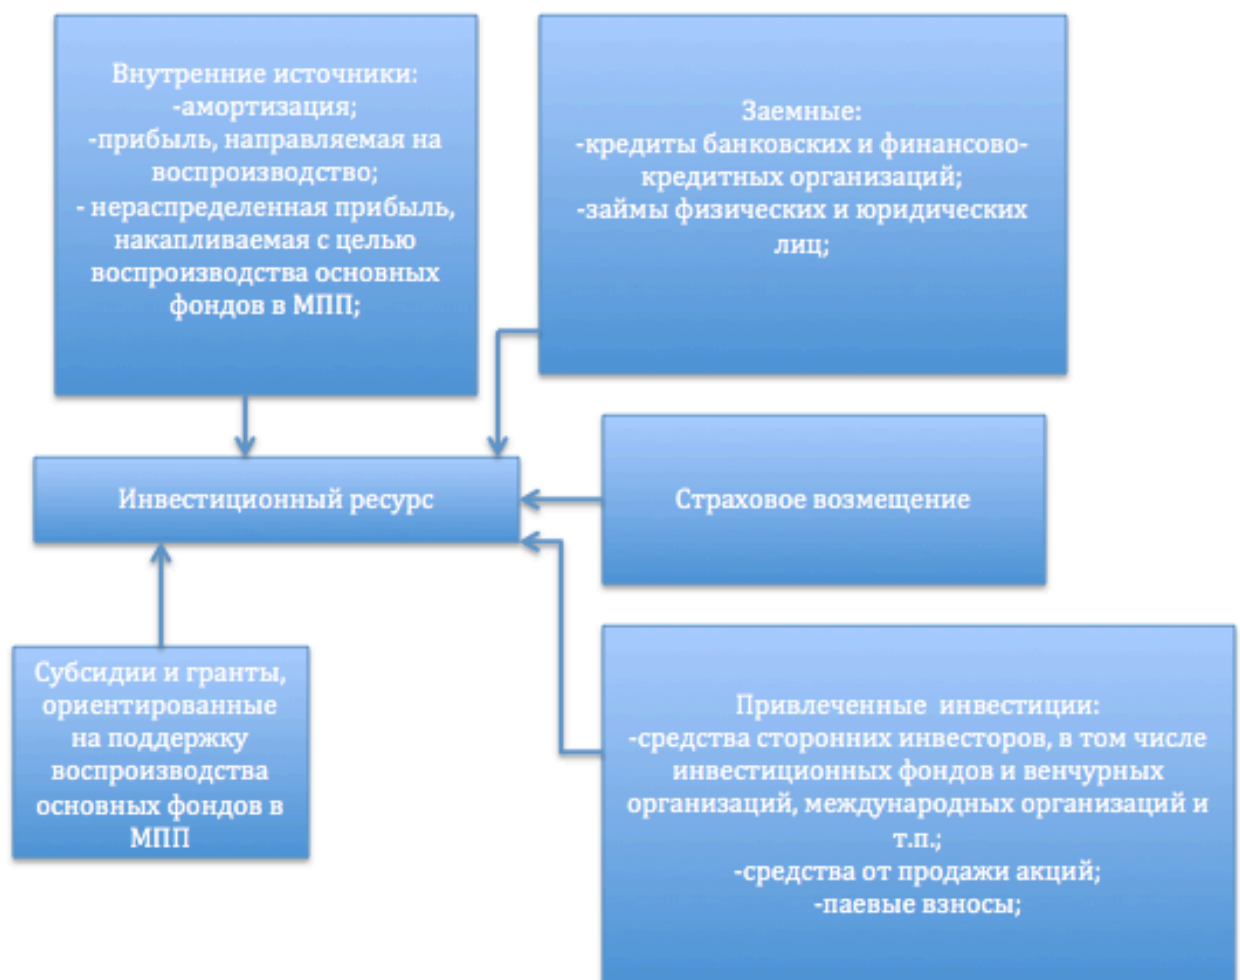 Внутренние источники:
-амортизация;
-прибыль, направляемая на
воспроизводство;
- нераспределенная прибыль,
накапливаемая с целью
воспроизводства основных
фондов в МПП;
Заемные:
-кредиты банковских и финансово-
кредитных организаций;
-займы физических и юридических
лиц;
Инвестиционный ресурс
Страховое возмещение
Субсидии и гранты,
ориентированные
на поддержку
воспроизводства
основных фондов в
МПП
Привлеченные  инвестиции:
-средства сторонних инвесторов, в том числе
инвестиционных фондов и венчурных
организаций, международных организаций и
т.п.;
-средства от продажи акций;
-паевые взносы;